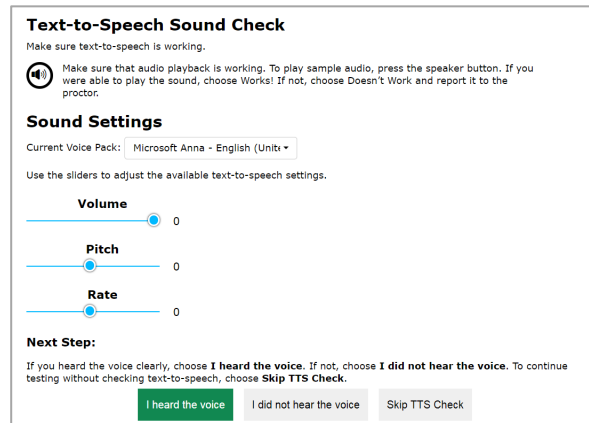 Text-to-Speech Sound Check
Make sure text-to-speech is working.
Make sure that audio playback is working. To play sample audio, press the speaker button. If you
were able to play the sound, choose Works! If not, choose Doesn’t Work and report it to the
proctor.
Sound Settings
Current Voice Pack: Microsoft Anna - English (Unite
Use the sliders to adjust the available text-to-speech settings.
Volume
0
Pitch
0
Rate
0
Next Step:
If you heard the voice clearly, choose I heard the voice. If not, choose I did not hear the voice. To continue
testing without checking text-to-speech, choose Skip TTS Check.
I heard the voice I did not hear the voice Skip TTS Check